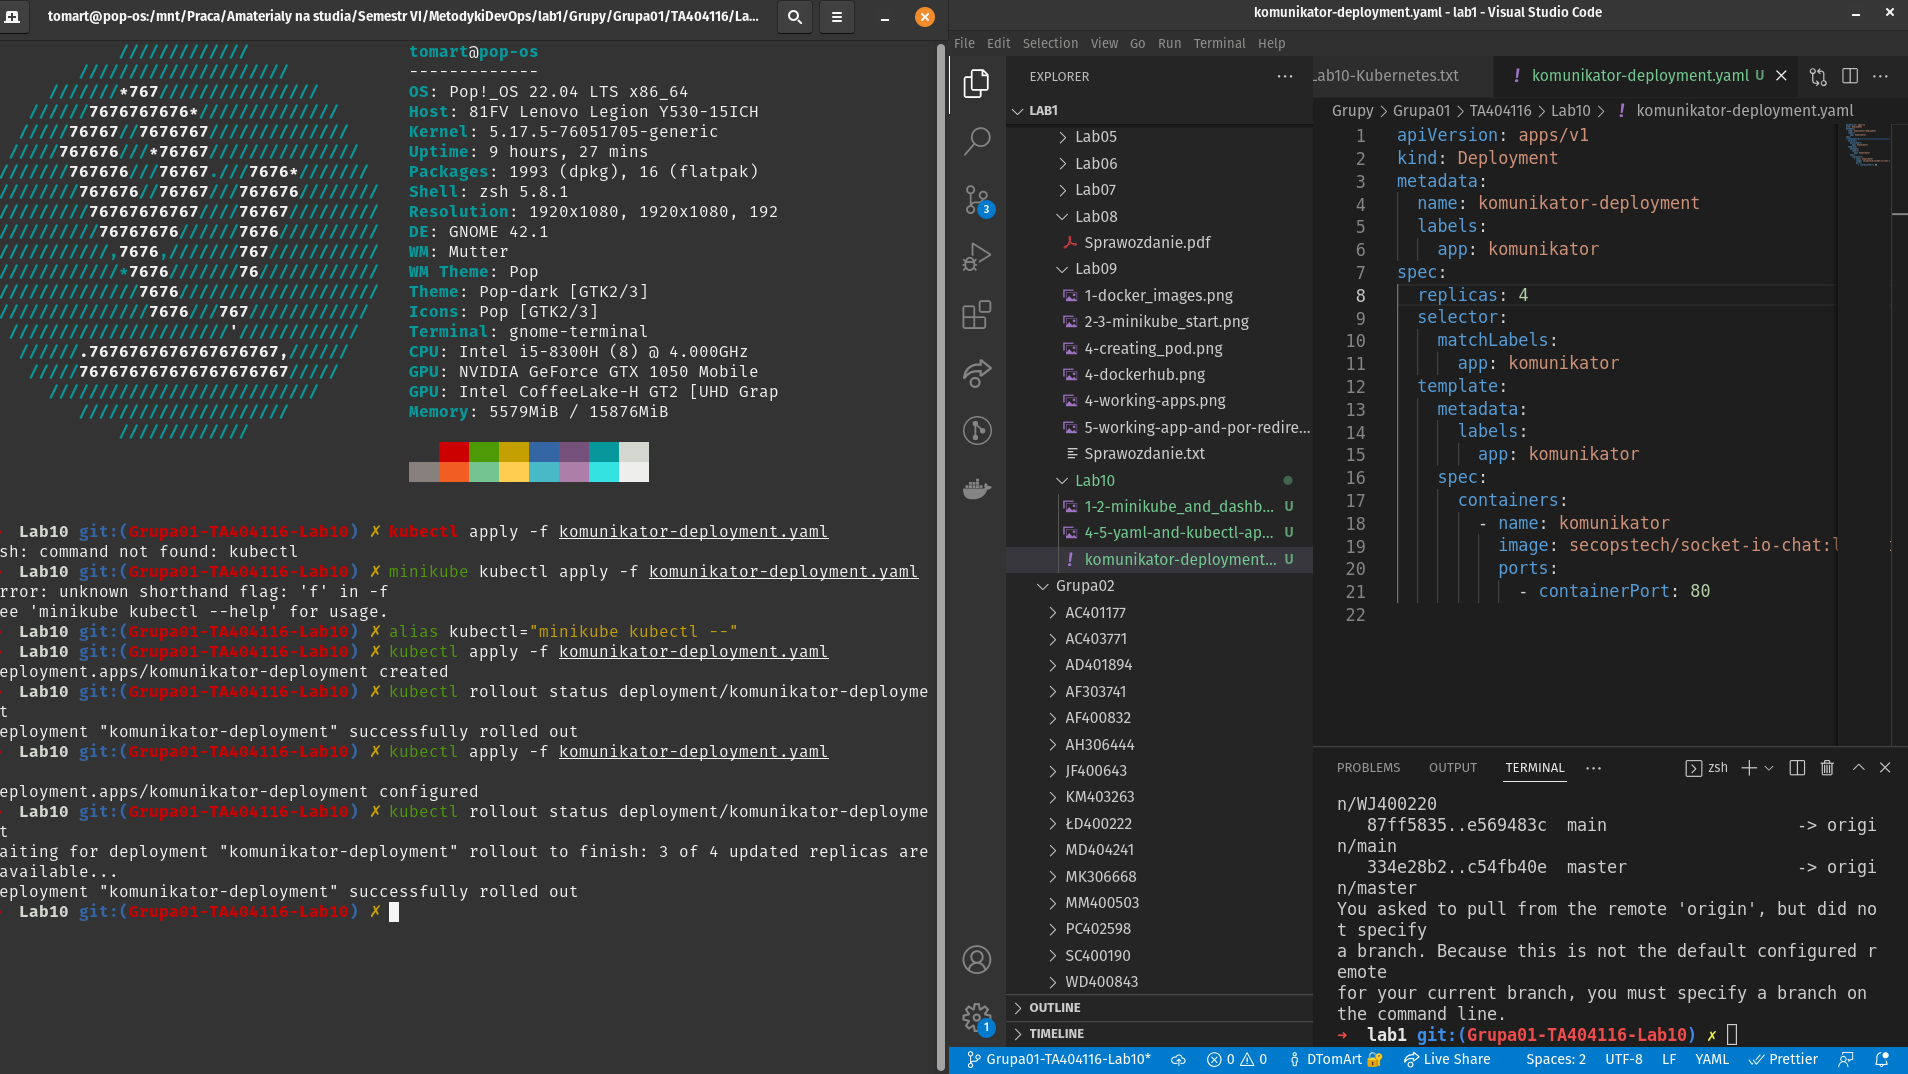 tomart@pop-os:/mnt/Praca/Amaterialy na studia/Semestr VI/MetodykiDevOps/lab1/Grupy/Grupa01/TA404116/La...
/////////////
/////////////////////
///////*767////////////////
//////7676767676*//////////////
/////76767//7676767//////////////
/////767676///*76767///////////////
///////767676///76767.///7676*///////
////////767676//76767///767676////////
/////////76767676767////76767/////////
//////////76767676//////7676//////////
///////////,7676,///////767///////////
////////////*7676///////76////////////
//////////////7676////////////////////
///////////////7676///767////////////
//////////////////////'////////////
//////.7676767676767676767,//////
/////767676767676767676767/////
///////////////////////////
/////////////////////
/////////////
tomart@pop-os
-------------
OS: Pop!_OS 22.04 LTS x86_64
Host: 81FV Lenovo Legion Y530-15ICH
Kernel: 5.17.5-76051705-generic
Uptime: 9 hours, 27 mins
Packages: 1993 (dpkg), 16 (flatpak)
Shell: zsh 5.8.1
Resolution: 1920x1080, 1920x1080, 192
DE: GNOME 42.1
WM: Mutter
WM Theme: Pop
Theme: Pop-dark [GTK2/3]
Icons: Pop [GTK2/3]
Terminal: gnome-terminal
CPU: Intel i5-8300H (8) @ 4.000GHz
GPU: NVIDIA GeForce GTX 1050 Mobile
GPU: Intel CoffeeLake-H GT2 [UHD Grap
Memory: 5579MiB / 15876MiB
Lab10 git:(Grupa01-TA404116-Lab10) ✗ kubectl apply -f komunikator-deployment.yaml
sh: command not found: kubectl
Lab10 git:(Grupa01-TA404116-Lab10) ✗ minikube kubectl apply -f komunikator-deployment.yaml
rror: unknown shorthand flag: 'f' in -f
ee 'minikube kubectl --help' for usage.
Lab10 git:(Grupa01-TA404116-Lab10) ✗ alias kubectl="minikube kubectl --"
Lab10 git:(Grupa01-TA404116-Lab10) ✗ kubectl apply -f komunikator-deployment.yaml
eployment.apps/komunikator-deployment created
Lab10 git:(Grupa01-TA404116-Lab10) ✗ kubectl rollout status deployment/komunikator-deployme
t
eployment "komunikator-deployment" successfully rolled out
Lab10 git:(Grupa01-TA404116-Lab10) ✗ kubectl apply -f komunikator-deployment.yaml
eployment.apps/komunikator-deployment configured
Lab10 git:(Grupa01-TA404116-Lab10) ✗ kubectl rollout status deployment/komunikator-deployme
t
aiting for deployment "komunikator-deployment" rollout to finish: 3 of 4 updated replicas are
available...
eployment "komunikator-deployment" successfully rolled out
Lab10 git:(Grupa01-TA404116-Lab10) ✗
komunikator-deployment.yaml - lab1 - Visual Studio Code
File Edit Selection View Go Run Terminal Help
EXPLORER
LAB1
Lab05
Lab06
Lab07
Lab08
Sprawozdanie.pdf
Lab09
1-docker_images.png
2-3-minikube_start.png
4-creating_pod.png
4-dockerhub.png
4-working-apps.png
5-working-app-and-por-redire...
Sprawozdanie.txt
Lab10
1-2-minikube_and_dashb... U
4-5-yaml-and-kubectl-ap... U
! komunikator-deployment... U
Grupa02
AC401177
AC403771
AD401894
AF303741
AF400832
AH306444
JF400643
KM403263
ŁD400222
MD404241
MK306668
MM400503
PC402598
SC400190
WD400843
OUTLINE
TIMELINE
3
1
Lab10-Kubernetes.txt
! komunikator-deployment.yaml U
Grupy > Grupa01 > TA404116 > Lab10 > ! komunikator-deployment.yaml
1 apiVersion: apps/v1
2 kind: Deployment
3 metadata:
4 name: komunikator-deployment
5 labels:
6 app: komunikator
7 spec:
8 replicas: 4
9 selector:
10 matchLabels:
11 app: komunikator
12 template:
13 metadata:
14 labels:
15 app: komunikator
16 spec:
17 containers:
18 - name: komunikator
19 image: secopstech/socket-io-chat:
20 ports:
21 - containerPort: 80
22
PROBLEMS OUTPUT TERMINAL ... zsh
n/WJ400220
87ff5835..e569483c main -> origi
n/main
334e28b2..c54fb40e master -> origi
n/master
You asked to pull from the remote 'origin', but did no
t specify
a branch. Because this is not the default configured r
emote
for your current branch, you must specify a branch on
the command line.
➜ lab1 git:(Grupa01-TA404116-Lab10) ✗
Grupa01-TA404116-Lab10* 0 0 DTomArt 🔐 Live Share Spaces: 2 UTF-8 LF YAML Prettier